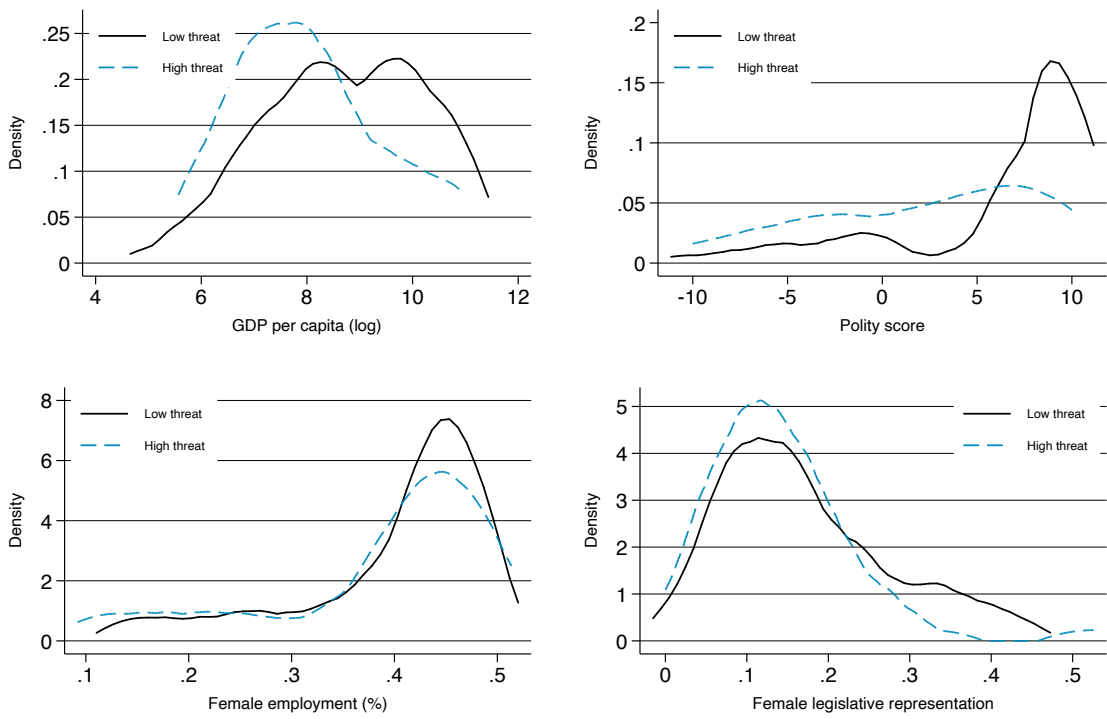 .25
.2
.15
.1
.05
0
Density
Low threat
High threat
4 6 8 10 12
GDP per capita (log)
.2
.15
.1
.05
0
Density
Low threat
High threat
-10 -5 0 5 10
Polity score
8
6
4
2
0
Density
Low threat
High threat
.1 .2 .3 .4 .5
Female employment (%)
5
4
3
2
1
0
Density
Low threat
High threat
0 .1 .2 .3 .4 .5
Female legislative representation